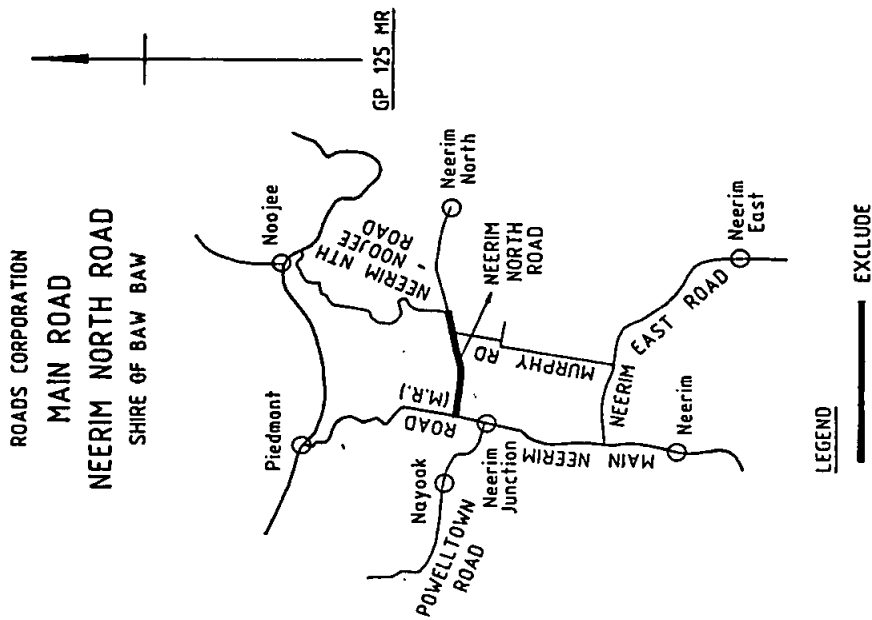 ROADS CORPORATION
MAIN ROAD
NEERIM NORTH ROAD
SHIRE OF BAW BAW
GP 125 MR
Piedmont
Noojee
NEERIM NTH
- NOOJEE
ROAD
Neerim
North
NEERIM
NORTH
ROAD
Nayook
POWELLTOWN
ROAD
Neerim
Junction
MAIN NEERIM ROAD (M.R.)
MURPHY RD
NEERIM EAST ROAD
Neerim
Neerim
East
LEGEND
EXCLUDE